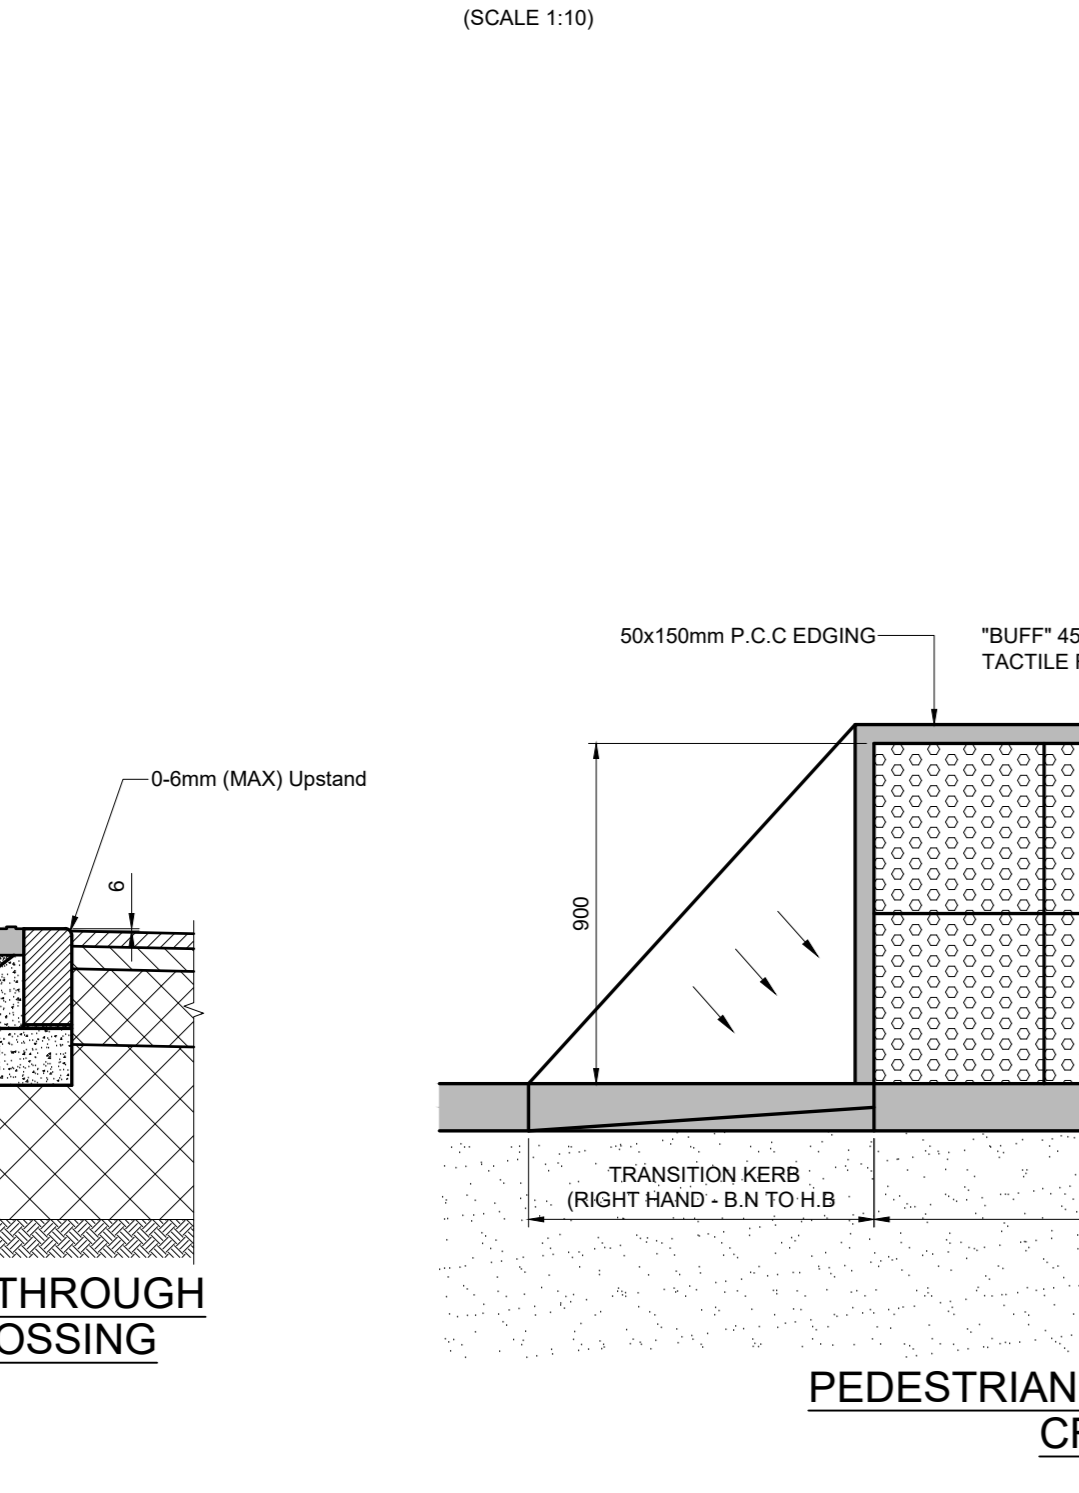 (SCALE 1:10)
50x150mm P.C.C EDGING
"BUFF" 45
TACTILE
0-6mm (MAX) Upstand
6
900
TRANSITION KERB
(RIGHT HAND - B.N TO H.B
THROUGH
OSSING
PEDESTRIAN